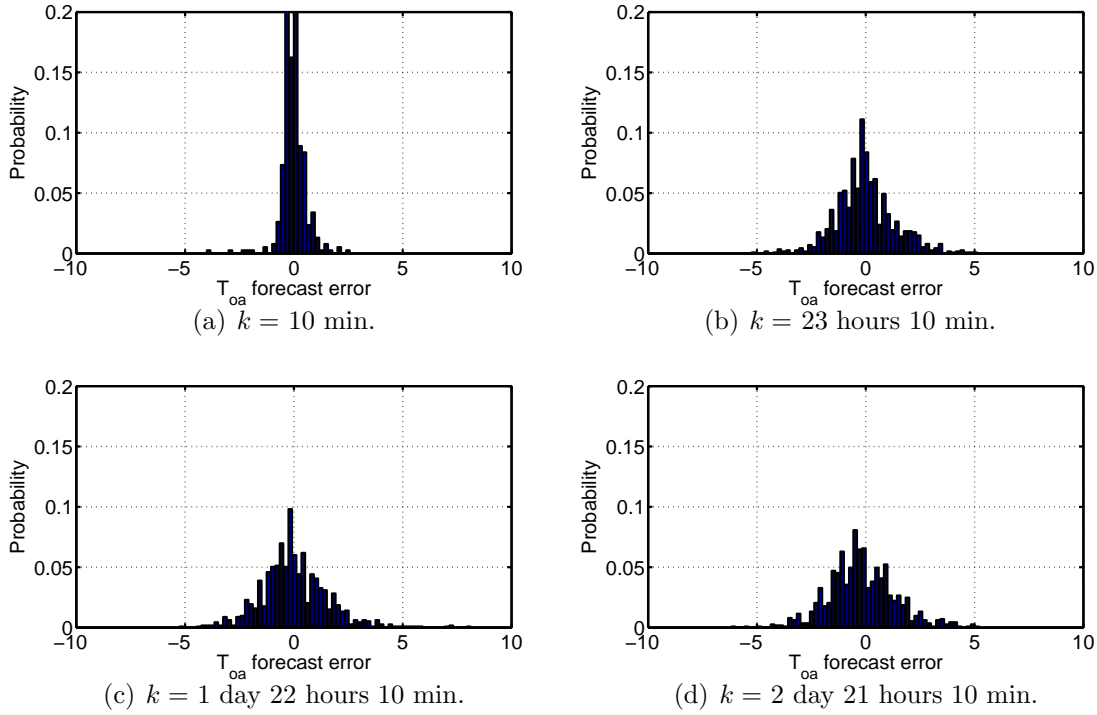 0.2
0.15
0.1
0.05
0
Probability
−10 −5 0 5 10
T_oa forecast error
(a) k = 10 min.
0.2
0.15
0.1
0.05
0
Probability
−10 −5 0 5 10
T_oa forecast error
(b) k = 23 hours 10 min.
0.2
0.15
0.1
0.05
0
Probability
−10 −5 0 5 10
T_oa forecast error
(c) k = 1 day 22 hours 10 min.
0.2
0.15
0.1
0.05
0
Probability
−10 −5 0 5 10
T_oa forecast error
(d) k = 2 day 21 hours 10 min.